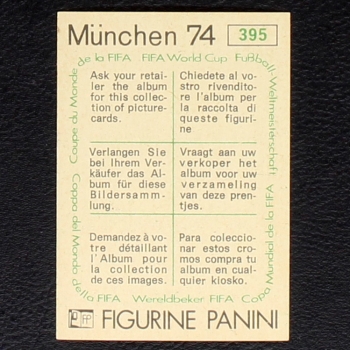 München 74 395
Coupe du Monde de la FIFA FIFA World Cup Fußball-Weltmeisterschaft
Ask your retai-
ler the album
for this collec-
tion of picture-
cards.
Chiedete al vo-
stro rivendito-
re l'album per
la raccolta di
queste figuri-
ne
Verlangen Sie
bei Ihrem Ver-
käufer das Al-
bum für diese
Bildersamm-
lung.
Vraagt aan uw
verkoper het
album voor uw
verzameling
van deze pren-
tjes.
Demandez à vo-
tre détaillant
l'Album pour
la collection
de ces images.
Para coleccio-
nar estos cro-
mos compra tu
album en cual-
quier kiosko.
Coppa del Mondo della FIFA Wereldbeker FIFA Copa Mundial de la FIFA
FIGURINE PANINI